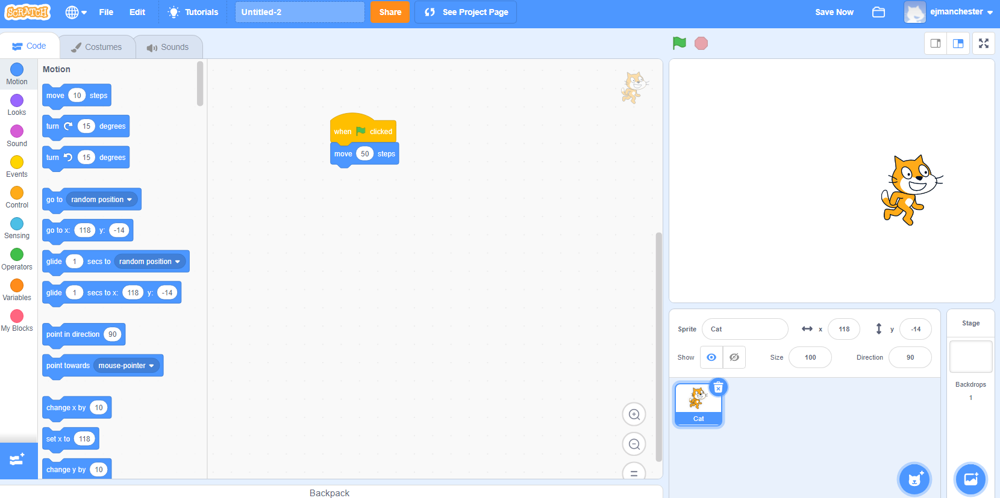 SCRATCH
File
Edit
Tutorials
Untitled-2
Share
See Project Page
Save Now
ejmanchester
Code
Costumes
Sounds
Motion
Looks
Sound
Events
Control
Sensing
Operators
Variables
My Blocks
Motion
move 10 steps
turn 15 degrees
turn 15 degrees
go to random position
go to x: 118 y: -14
glide 1 secs to random position
glide 1 secs to x: 118 y: -14
point in direction 90
point towards mouse-pointer
change x by 10
set x to 118
change y by 10
when clicked
move 50 steps
Backpack
Sprite Cat x 118 y -14
Show Size 100 Direction 90
Cat
Stage
Backdrops
1